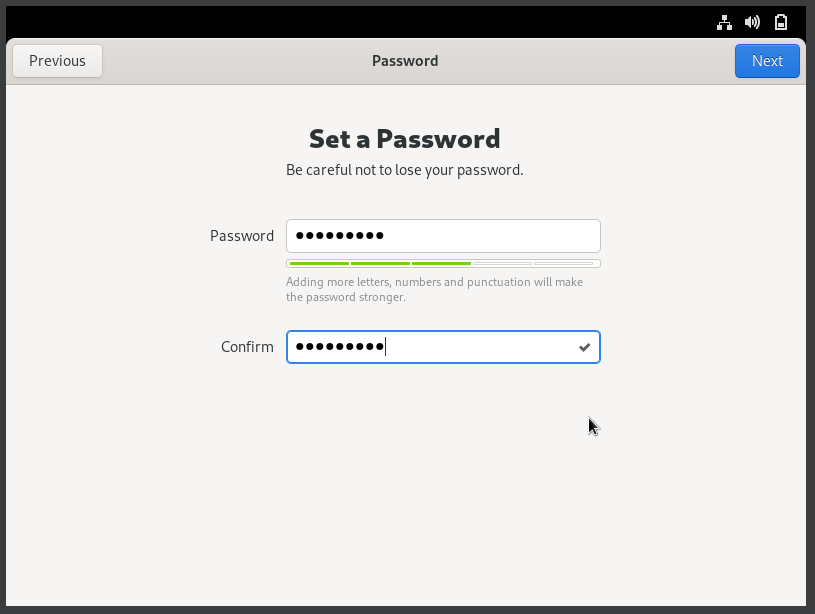 Previous
Password
Next
Set a Password
Be careful not to lose your password.
Password
●●●●●●●●●
Adding more letters, numbers and punctuation will make
the password stronger.
Confirm
●●●●●●●●●